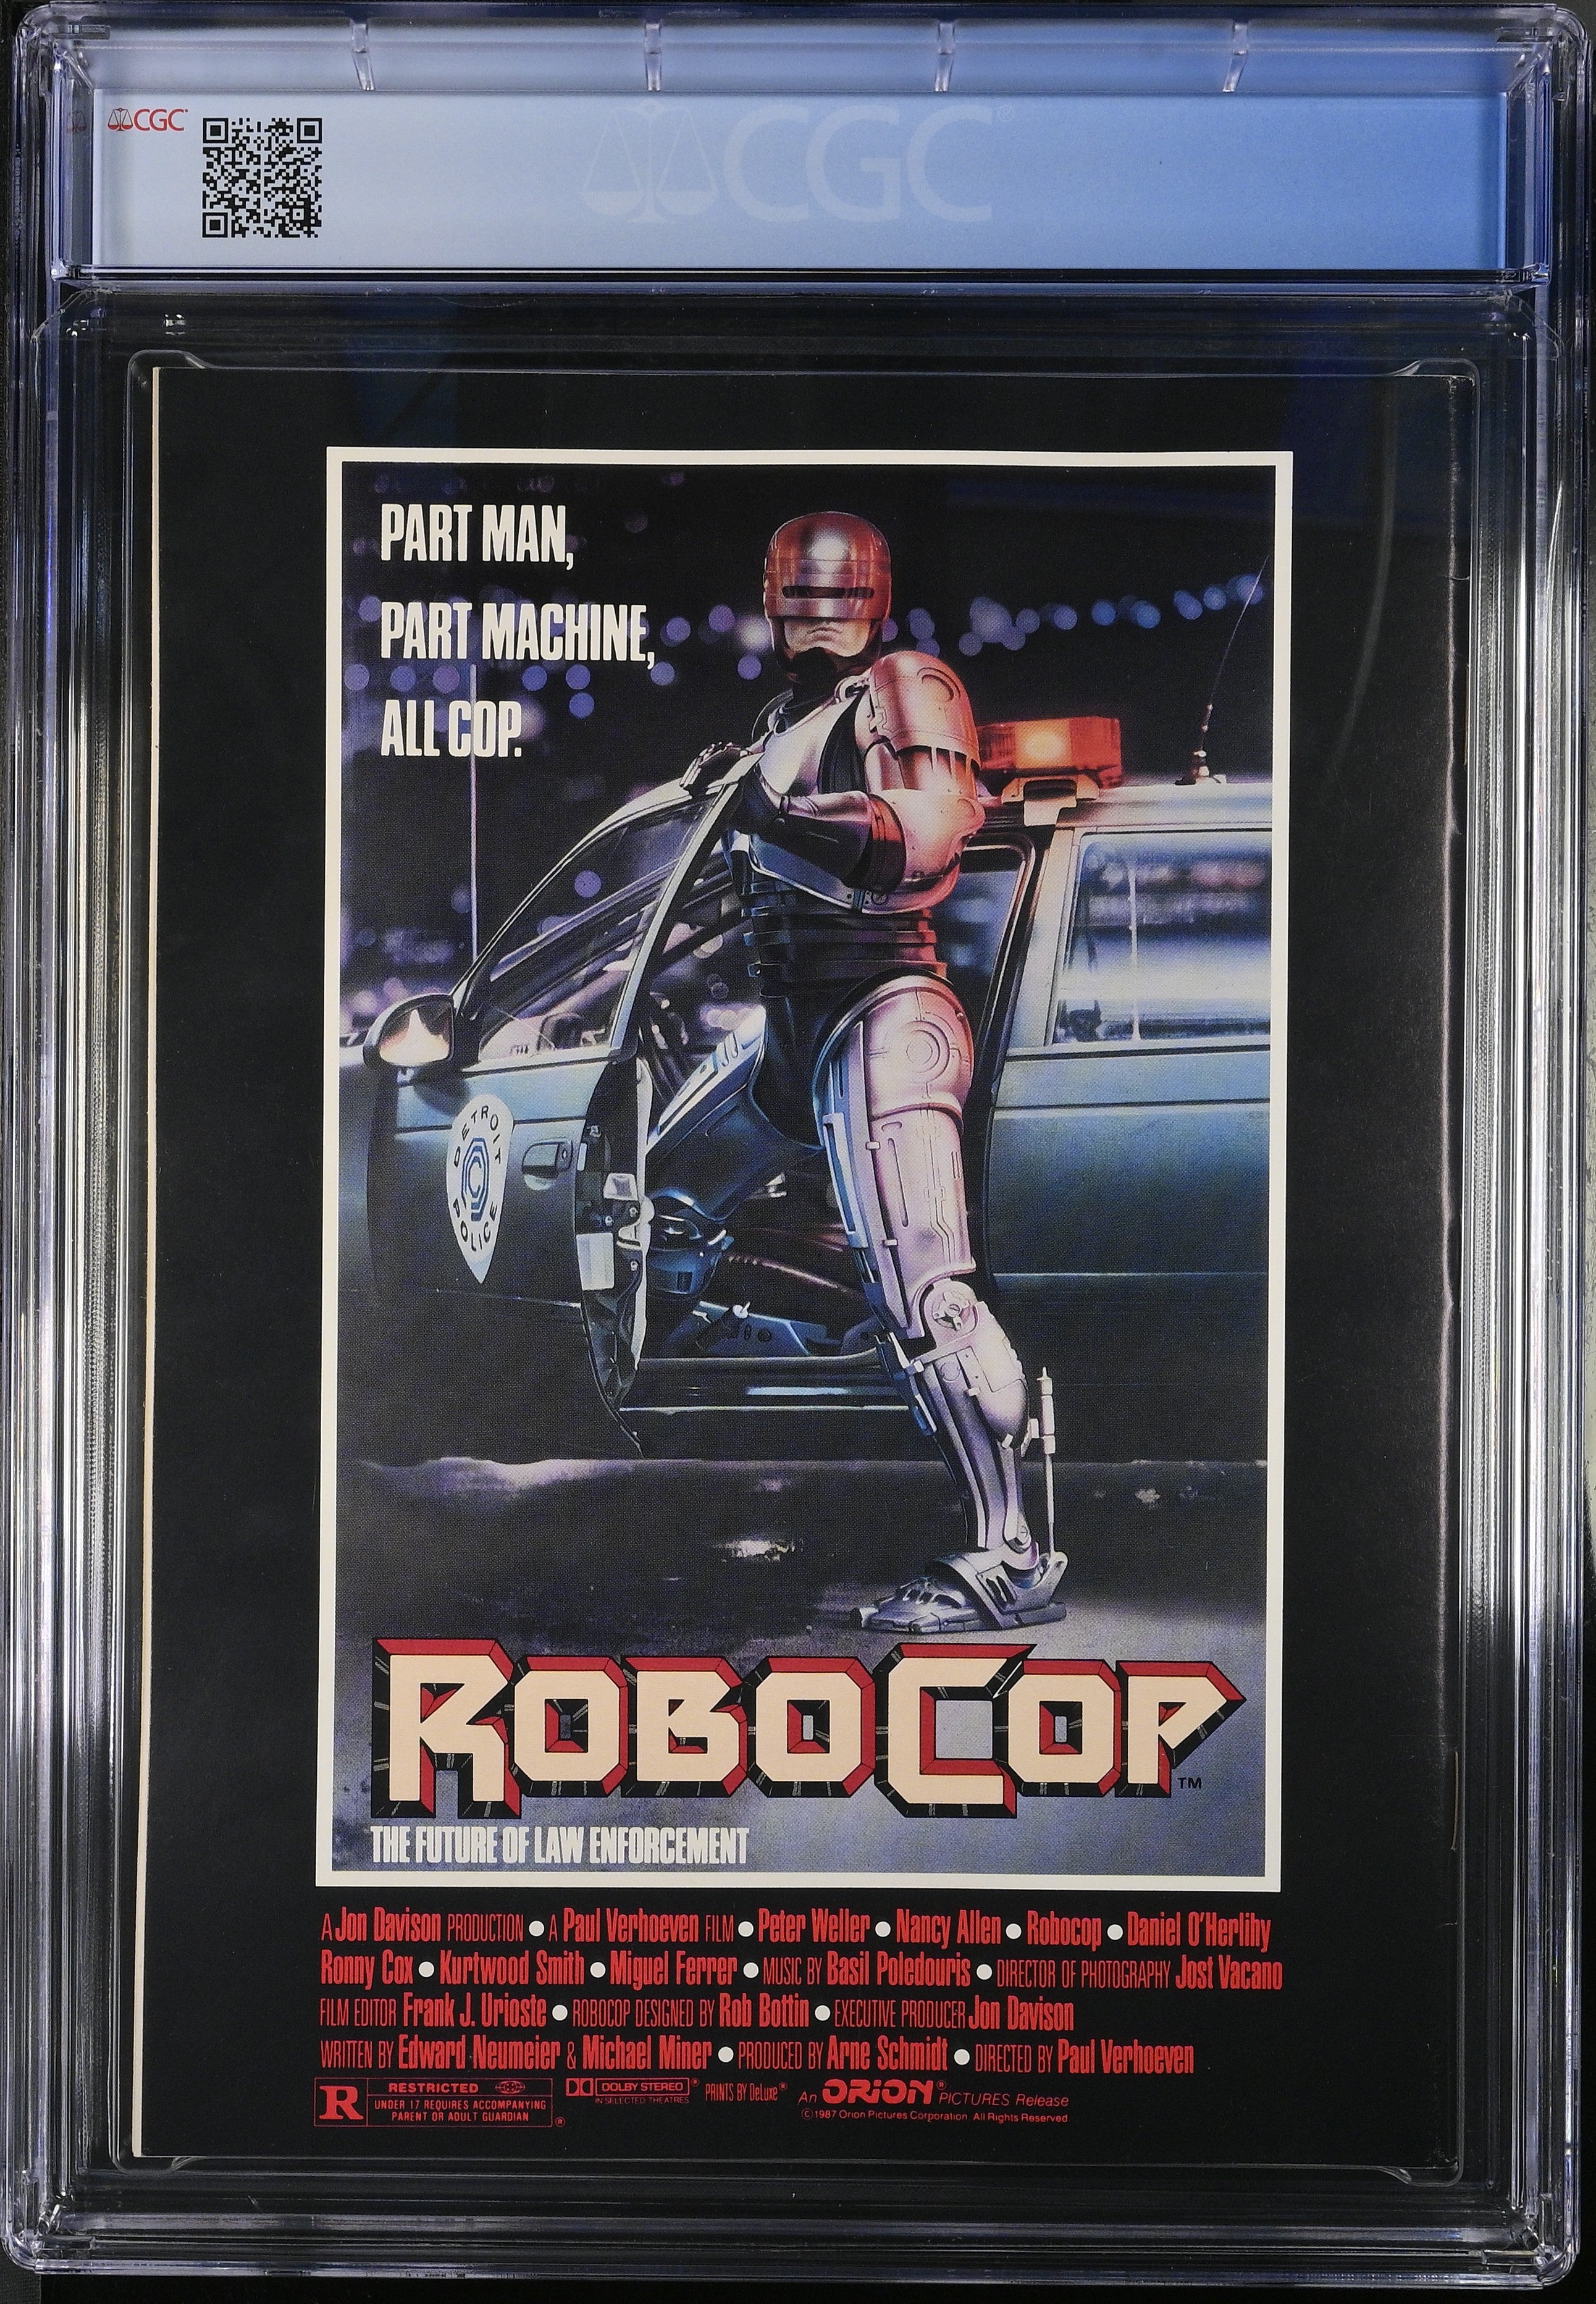 CGC
CGC
PART MAN,
PART MACHINE,
ALL COP.
DETROIT
POLICE
ROBOCOP™
THE FUTURE OF LAW ENFORCEMENT
A Jon Davison PRODUCTION ● A Paul Verhoeven FILM ● Peter Weller ● Nancy Allen ● Robocop ● Daniel O'Herlihy
Ronny Cox ● Kurtwood Smith ● Miguel Ferrer ● MUSIC BY Basil Poledouris ● DIRECTOR OF PHOTOGRAPHY Jost Vacano
FILM EDITOR Frank J. Urioste ● ROBOCOP DESIGNED BY Rob Bottin ● EXECUTIVE PRODUCER Jon Davison
WRITTEN BY Edward Neumeier & Michael Miner ● PRODUCED BY Arne Schmidt ● DIRECTED BY Paul Verhoeven
R RESTRICTED
UNDER 17 REQUIRES ACCOMPANYING
PARENT OR ADULT GUARDIAN ®
DOLBY STEREO ®
IN SELECTED THEATRES
PRINTS BY DeLuxe®
An ORION® PICTURES Release
©1987 Orion Pictures Corporation. All Rights Reserved